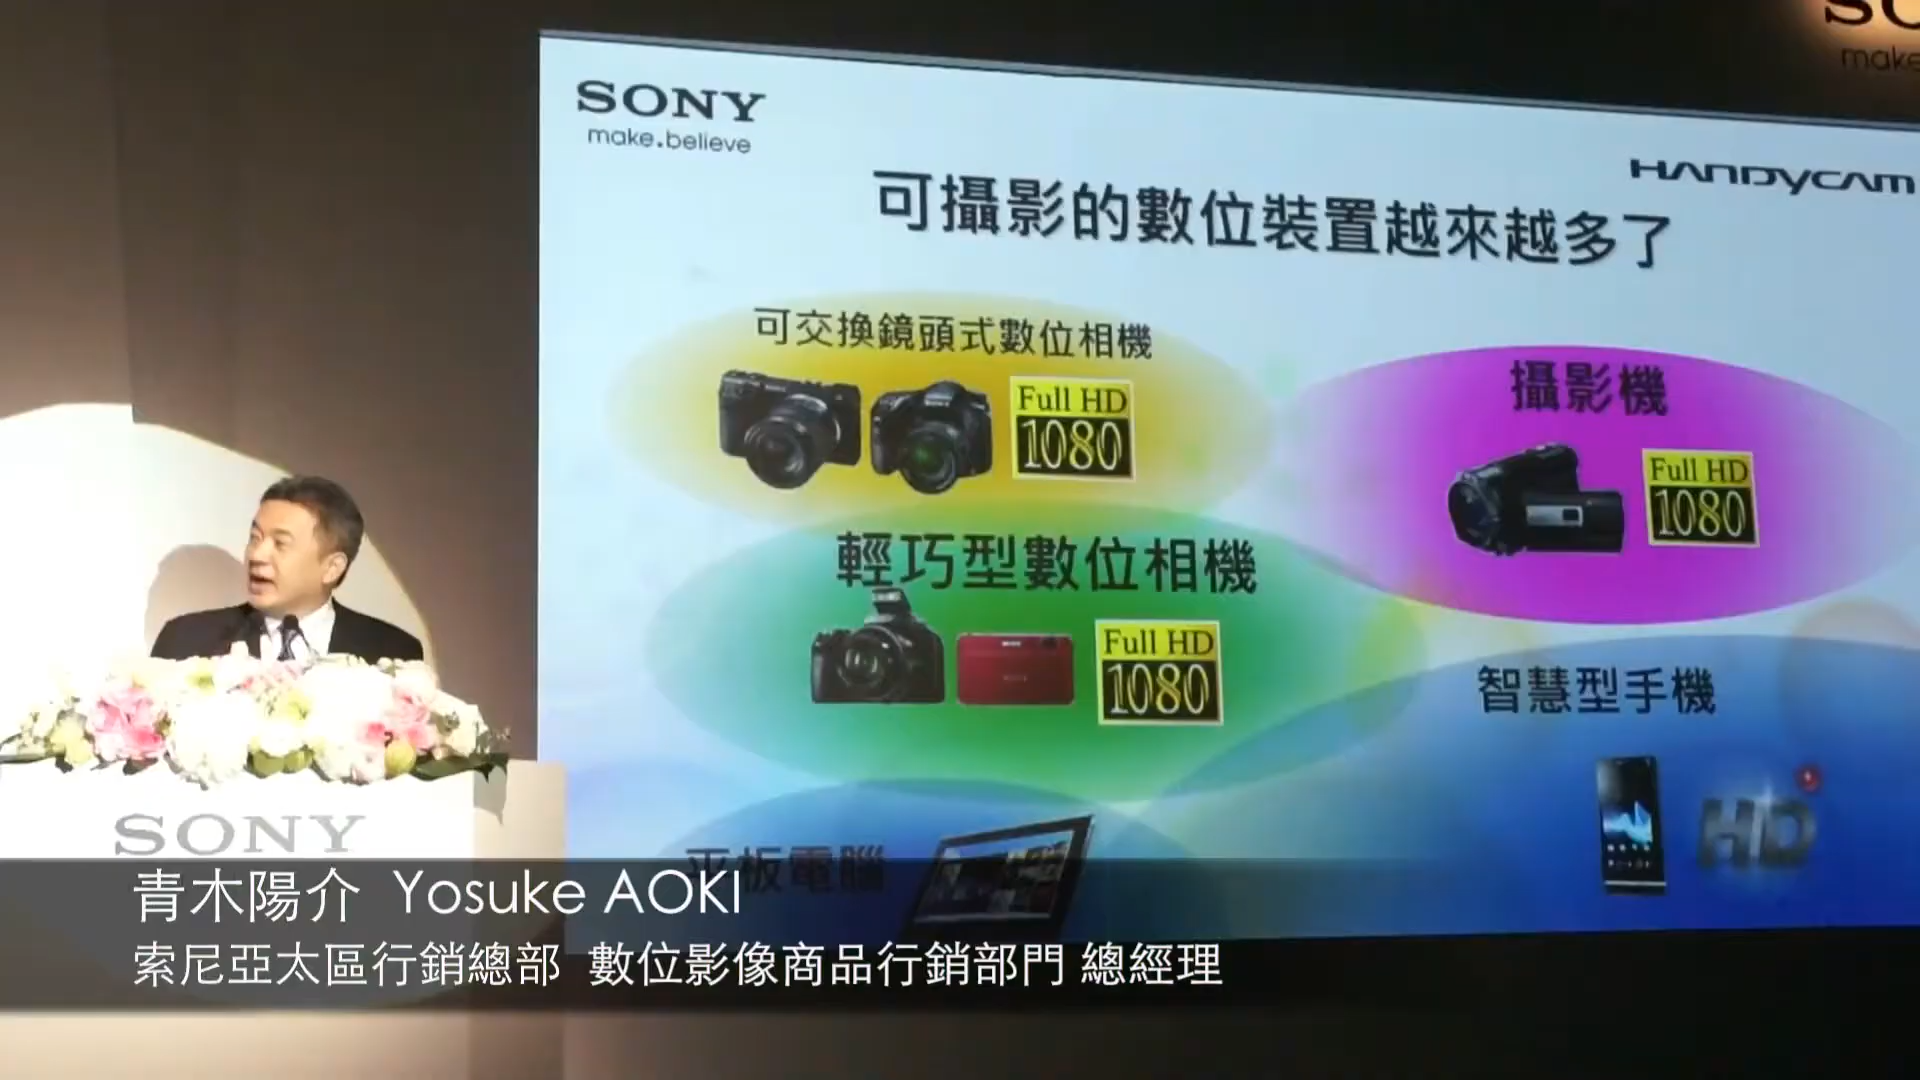 SONY
make.believe
HANDYCAM
可攝影的數位裝置越來越多了
可交換鏡頭式數位相機
Full HD
1080
攝影機
Full HD
1080
輕巧型數位相機
Full HD
1080
智慧型手機
HD
平板電腦
SONY
青木陽介 Yosuke AOKI
索尼亞太區行銷總部 數位影像商品行銷部門 總經理